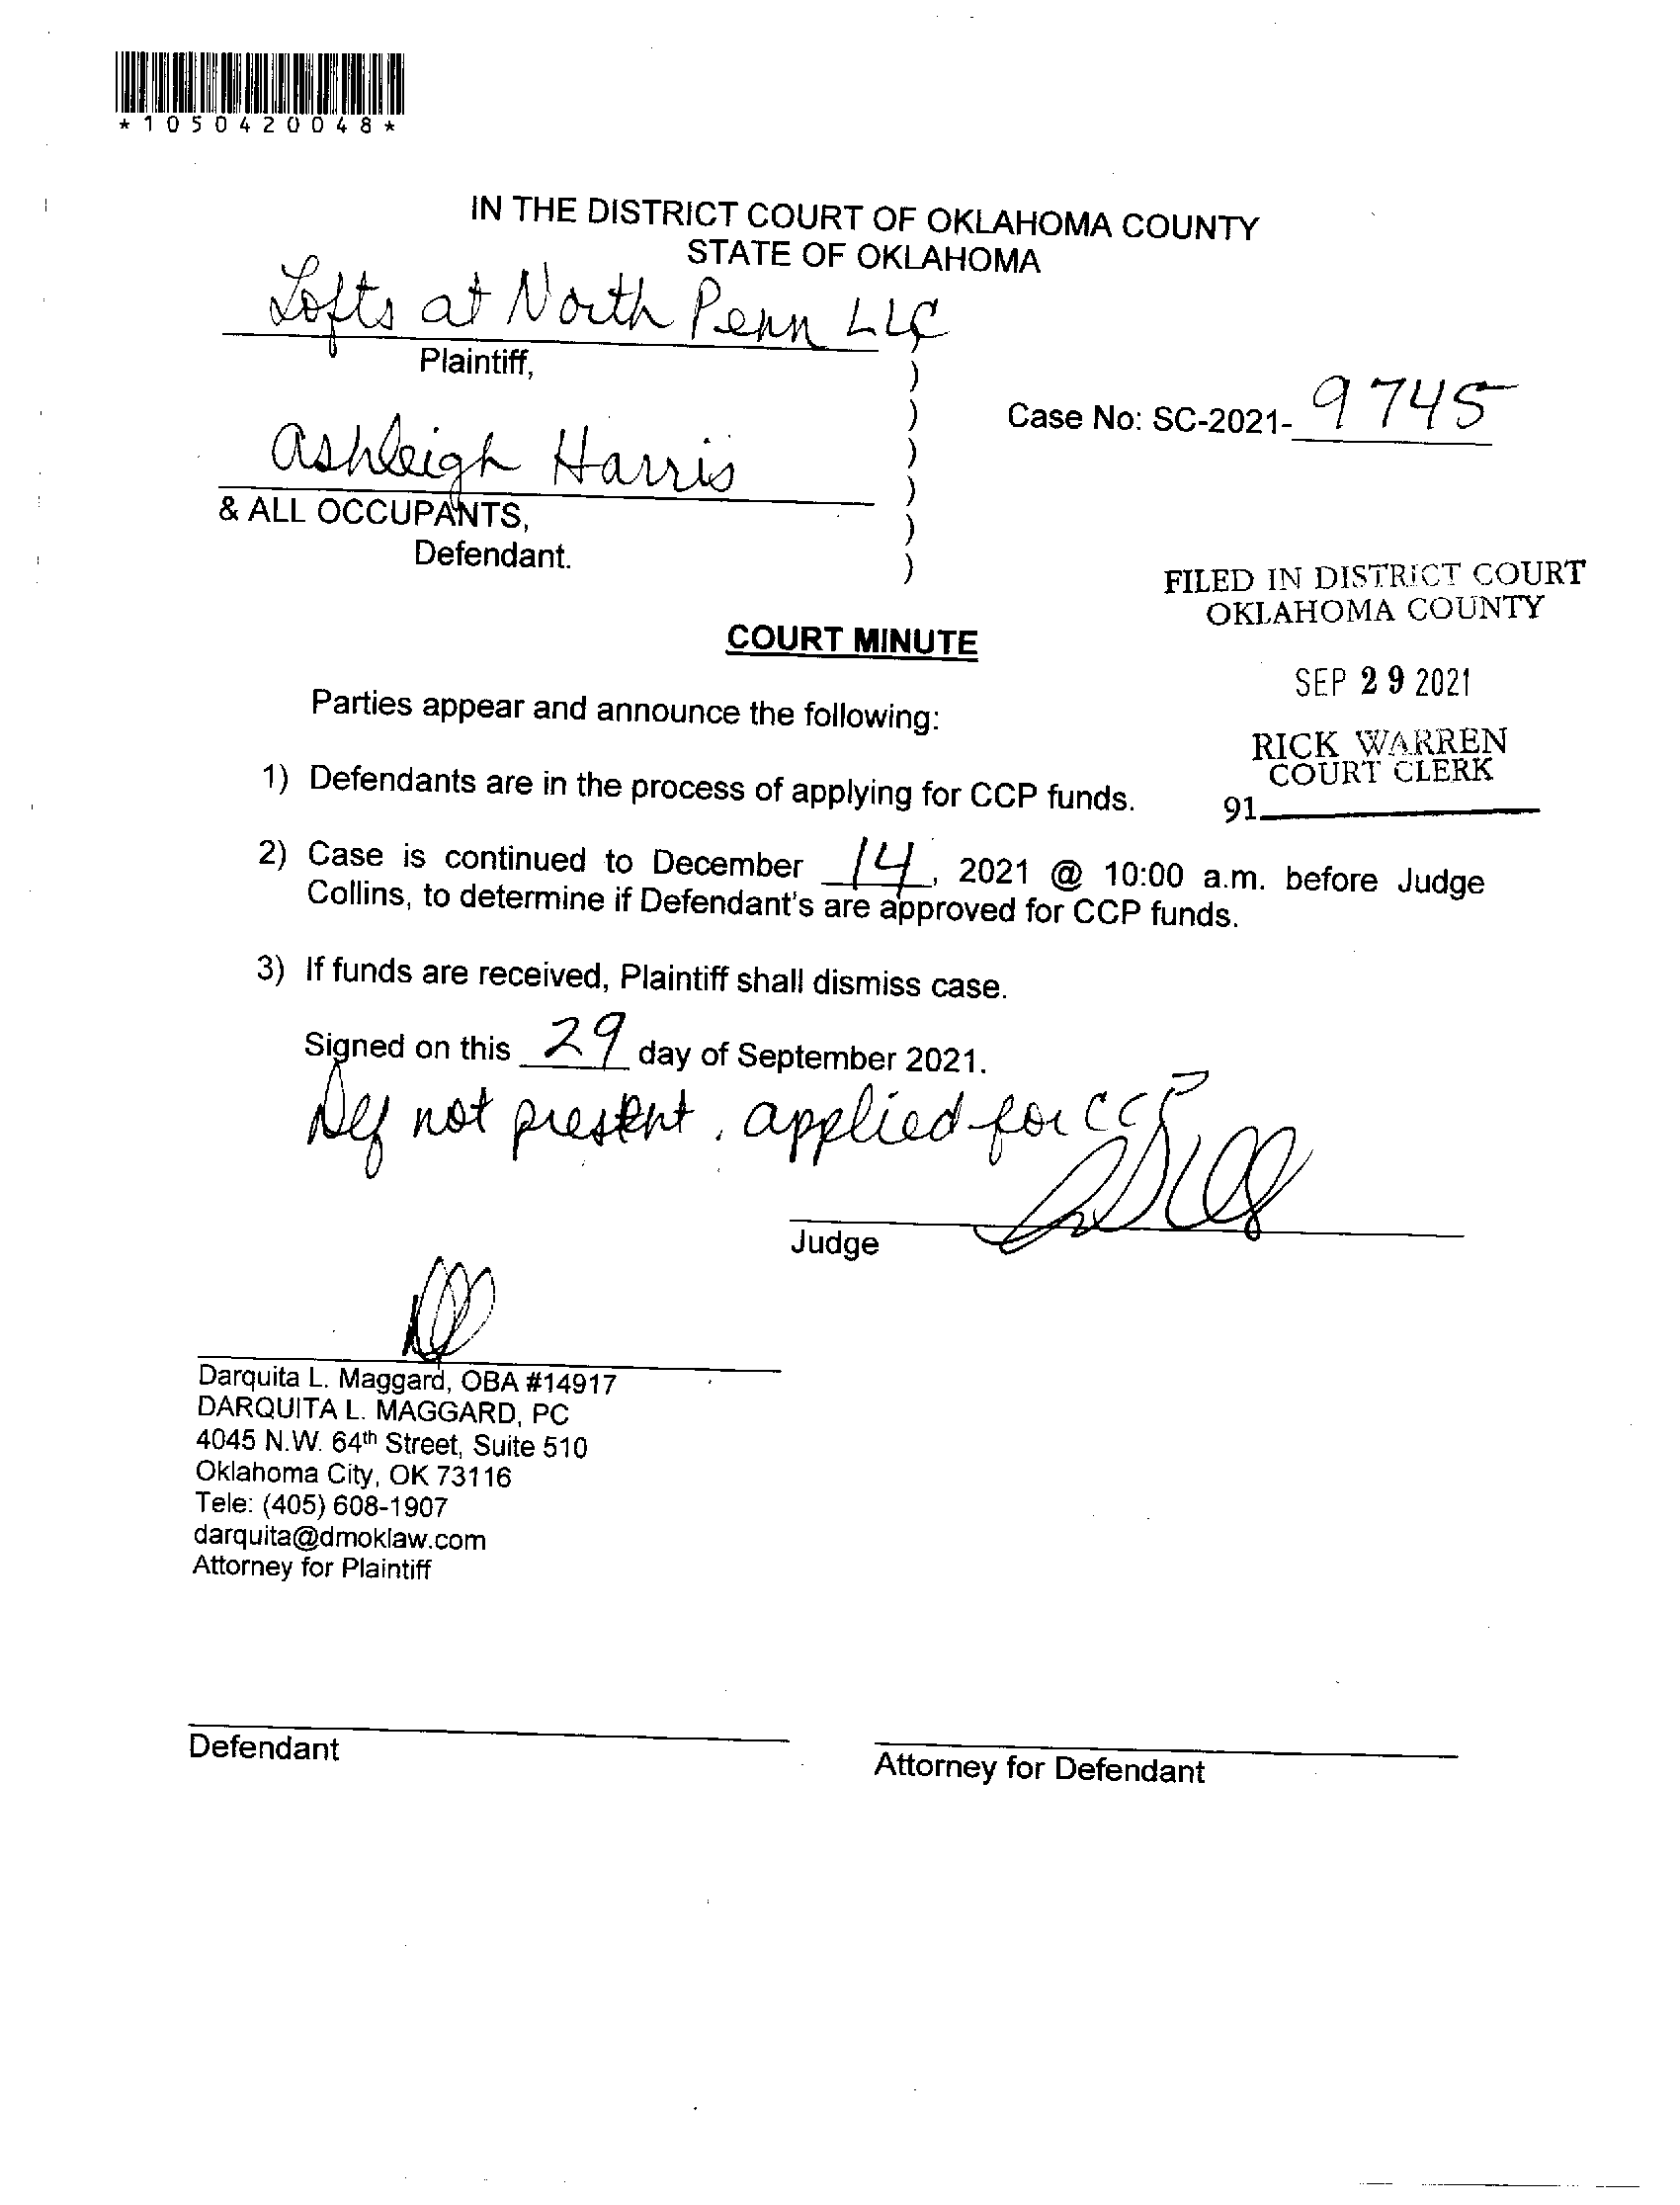 *1050420048*
IN THE DISTRICT COURT OF OKLAHOMA COUNTY
STATE OF OKLAHOMA
Lofts at North Penn LLC
Plaintiff,
)
)
Case No: SC-2021- 9745
)
Ashleigh Harris
)
& ALL OCCUPANTS,
)
Defendant.
)
FILED IN DISTRICT COURT
OKLAHOMA COUNTY
COURT MINUTE
SEP 29 2021
Parties appear and announce the following:
RICK WARREN
COURT CLERK
1) Defendants are in the process of applying for CCP funds.
91
2) Case is continued to December 14, 2021 @ 10:00 a.m. before Judge
Collins, to determine if Defendant's are approved for CCP funds.
3) If funds are received, Plaintiff shall dismiss case.
Signed on this 29 day of September 2021.
Def not present, applied for CCP
Judge
Darquita L. Maggard, OBA #14917
DARQUITA L. MAGGARD, PC
4045 N.W. 64th Street, Suite 510
Oklahoma City, OK 73116
Tele: (405) 608-1907
darquita@dmoklaw.com
Attorney for Plaintiff
Defendant
Attorney for Defendant